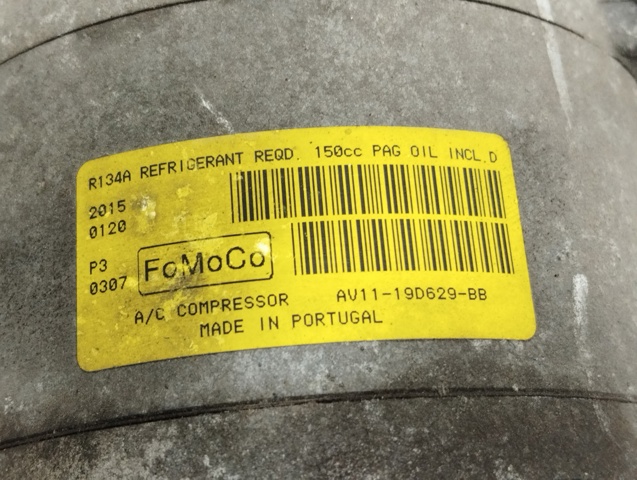 R134A REFRIGERANT REQD. 150cc PAG OIL INCL.D
2015
0120
P3
0307
FoMoCo
A/C COMPRESSOR AV11-19D629-BB
MADE IN PORTUGAL